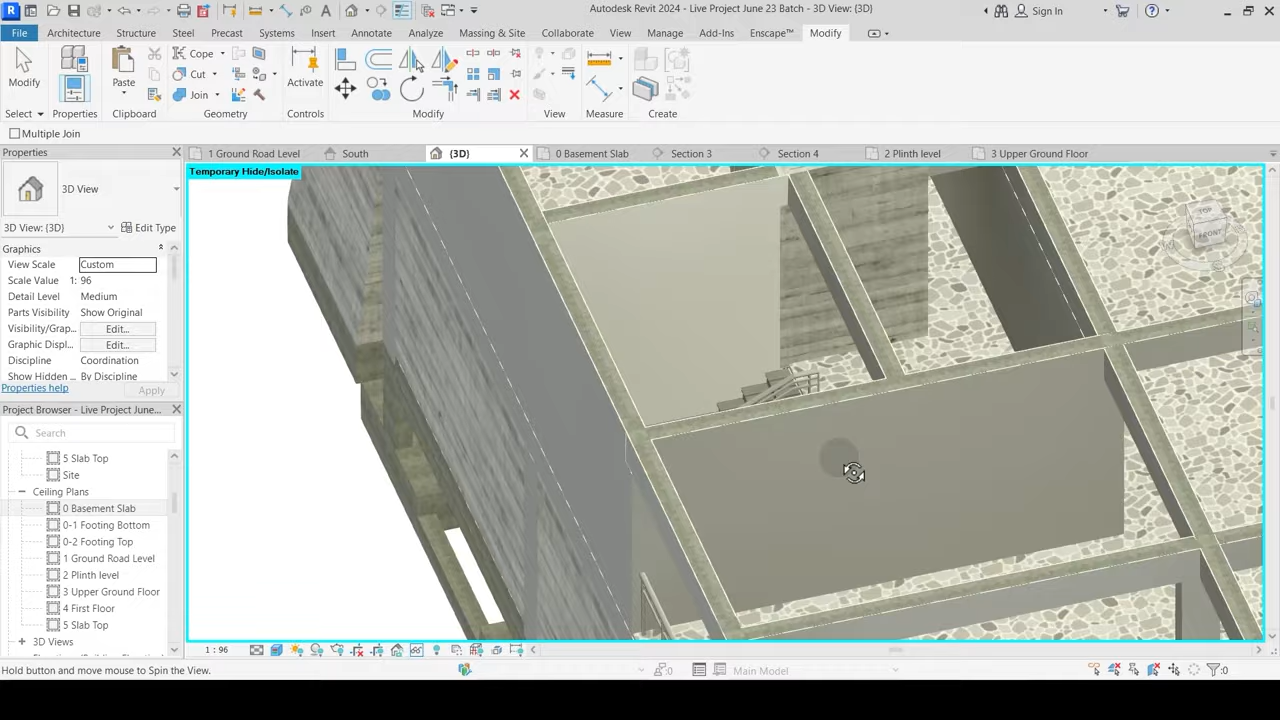 Autodesk Revit 2024 - Live Project June 23 Batch - 3D View: {3D}
Sign In
File Architecture Structure Steel Precast Systems Insert Annotate Analyze Massing & Site Collaborate View Manage Add-Ins Enscape™ Modify
Modify
Cope
Cut
Join
Paste
Activate
Select Properties Clipboard Geometry Controls Modify View Measure Create
Multiple Join
Properties
1 Ground Road Level
South
{3D}
0 Basement Slab
Section 3
Section 4
2 Plinth level
3 Upper Ground Floor
Temporary Hide/Isolate
3D View
3D View: {3D}
Edit Type
Graphics
View Scale Custom
Scale Value 1: 96
Detail Level Medium
Parts Visibility Show Original
Visibility/Grap... Edit...
Graphic Displ... Edit...
Discipline Coordination
Show Hidden ... By Discipline
Properties help
Apply
Project Browser - Live Project June...
Search
5 Slab Top
Site
Ceiling Plans
0 Basement Slab
0-1 Footing Bottom
0-2 Footing Top
1 Ground Road Level
2 Plinth level
3 Upper Ground Floor
4 First Floor
5 Slab Top
3D Views
TOP
FRONT
1 : 96
Hold button and move mouse to Spin the View.
:0
Main Model
:0